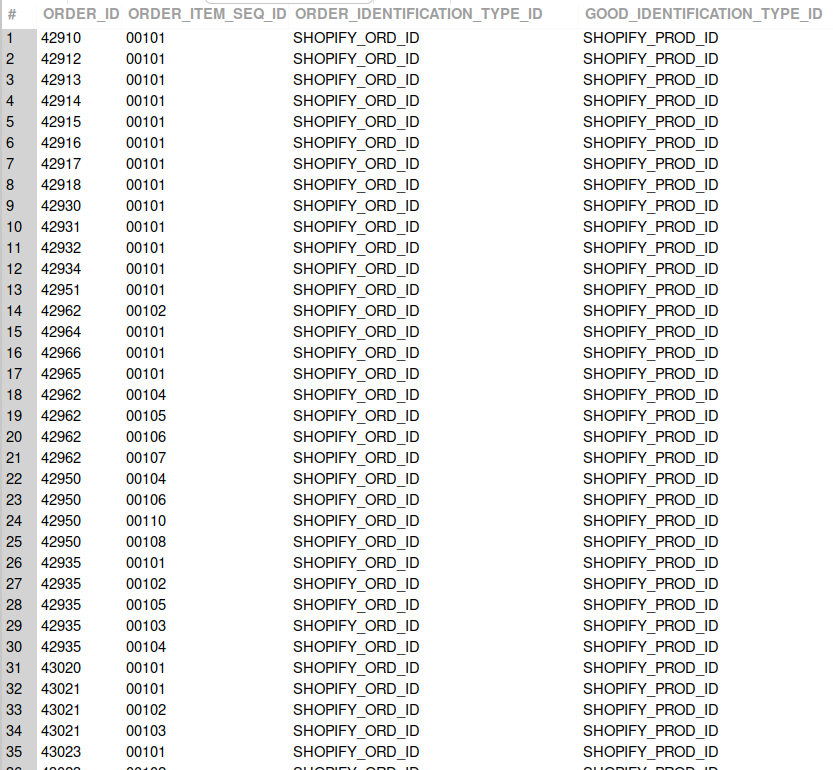 # ORDER_ID ORDER_ITEM_SEQ_ID ORDER_IDENTIFICATION_TYPE_ID GOOD_IDENTIFICATION_TYPE_ID
1 42910 00101 SHOPIFY_ORD_ID SHOPIFY_PROD_ID
2 42912 00101 SHOPIFY_ORD_ID SHOPIFY_PROD_ID
3 42913 00101 SHOPIFY_ORD_ID SHOPIFY_PROD_ID
4 42914 00101 SHOPIFY_ORD_ID SHOPIFY_PROD_ID
5 42915 00101 SHOPIFY_ORD_ID SHOPIFY_PROD_ID
6 42916 00101 SHOPIFY_ORD_ID SHOPIFY_PROD_ID
7 42917 00101 SHOPIFY_ORD_ID SHOPIFY_PROD_ID
8 42918 00101 SHOPIFY_ORD_ID SHOPIFY_PROD_ID
9 42930 00101 SHOPIFY_ORD_ID SHOPIFY_PROD_ID
10 42931 00101 SHOPIFY_ORD_ID SHOPIFY_PROD_ID
11 42932 00101 SHOPIFY_ORD_ID SHOPIFY_PROD_ID
12 42934 00101 SHOPIFY_ORD_ID SHOPIFY_PROD_ID
13 42951 00101 SHOPIFY_ORD_ID SHOPIFY_PROD_ID
14 42962 00102 SHOPIFY_ORD_ID SHOPIFY_PROD_ID
15 42964 00101 SHOPIFY_ORD_ID SHOPIFY_PROD_ID
16 42966 00101 SHOPIFY_ORD_ID SHOPIFY_PROD_ID
17 42965 00101 SHOPIFY_ORD_ID SHOPIFY_PROD_ID
18 42962 00104 SHOPIFY_ORD_ID SHOPIFY_PROD_ID
19 42962 00105 SHOPIFY_ORD_ID SHOPIFY_PROD_ID
20 42962 00106 SHOPIFY_ORD_ID SHOPIFY_PROD_ID
21 42962 00107 SHOPIFY_ORD_ID SHOPIFY_PROD_ID
22 42950 00104 SHOPIFY_ORD_ID SHOPIFY_PROD_ID
23 42950 00106 SHOPIFY_ORD_ID SHOPIFY_PROD_ID
24 42950 00110 SHOPIFY_ORD_ID SHOPIFY_PROD_ID
25 42950 00108 SHOPIFY_ORD_ID SHOPIFY_PROD_ID
26 42935 00101 SHOPIFY_ORD_ID SHOPIFY_PROD_ID
27 42935 00102 SHOPIFY_ORD_ID SHOPIFY_PROD_ID
28 42935 00105 SHOPIFY_ORD_ID SHOPIFY_PROD_ID
29 42935 00103 SHOPIFY_ORD_ID SHOPIFY_PROD_ID
30 42935 00104 SHOPIFY_ORD_ID SHOPIFY_PROD_ID
31 43020 00101 SHOPIFY_ORD_ID SHOPIFY_PROD_ID
32 43021 00101 SHOPIFY_ORD_ID SHOPIFY_PROD_ID
33 43021 00102 SHOPIFY_ORD_ID SHOPIFY_PROD_ID
34 43021 00103 SHOPIFY_ORD_ID SHOPIFY_PROD_ID
35 43023 00101 SHOPIFY_ORD_ID SHOPIFY_PROD_ID